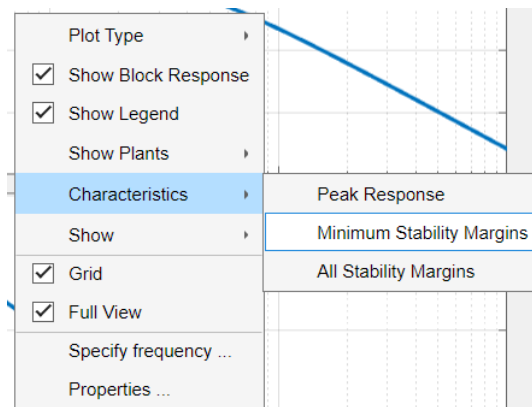 Plot Type
Show Block Response
Show Legend
Show Plants
Characteristics
Show
Grid
Full View
Specify frequency ...
Properties ...
Peak Response
Minimum Stability Margins
All Stability Margins